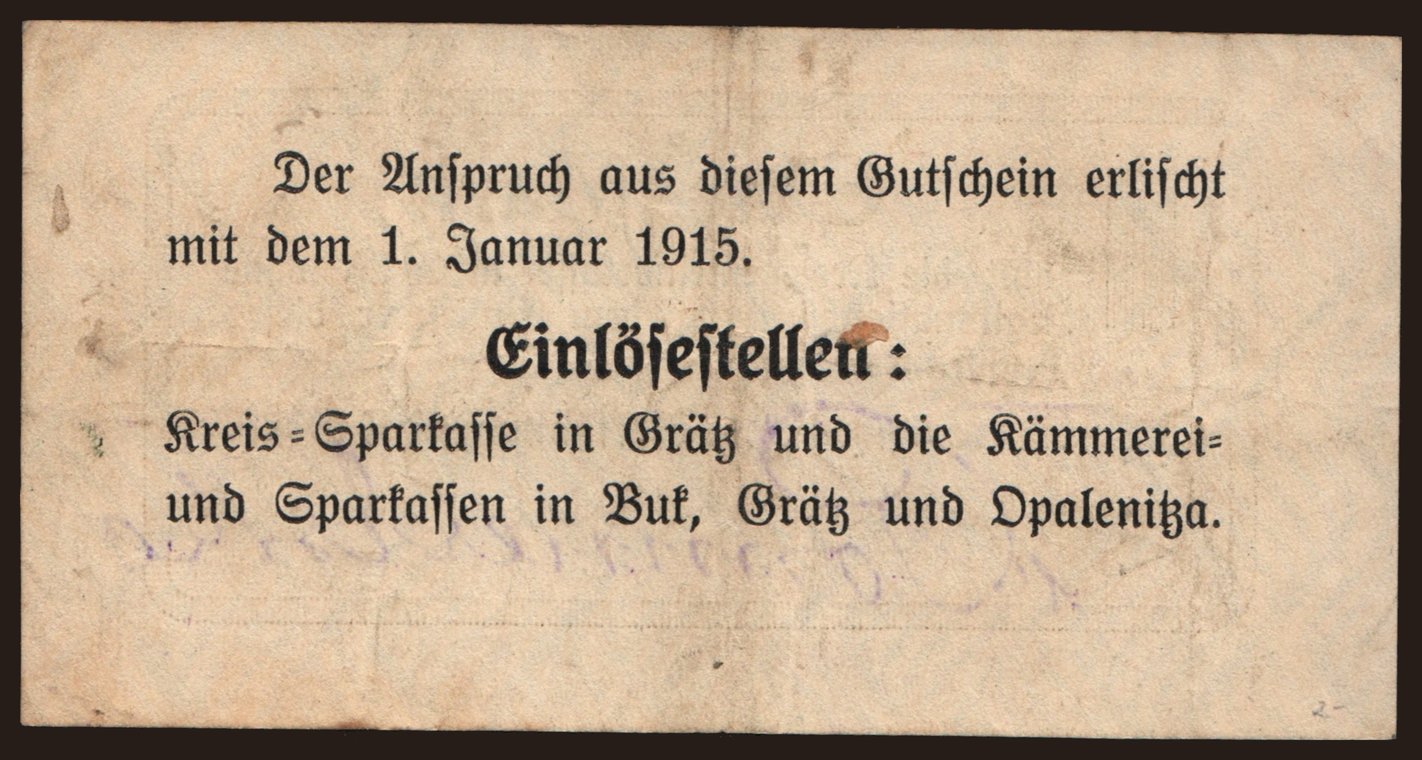 Der Anspruch aus diesem Gutschein erlischt
mit dem 1. Januar 1915.
Einlösestellen:
Kreis-Sparkasse in Grätz und die Kämmerei-
und Sparkassen in Buk, Grätz und Opalenitza.
2-